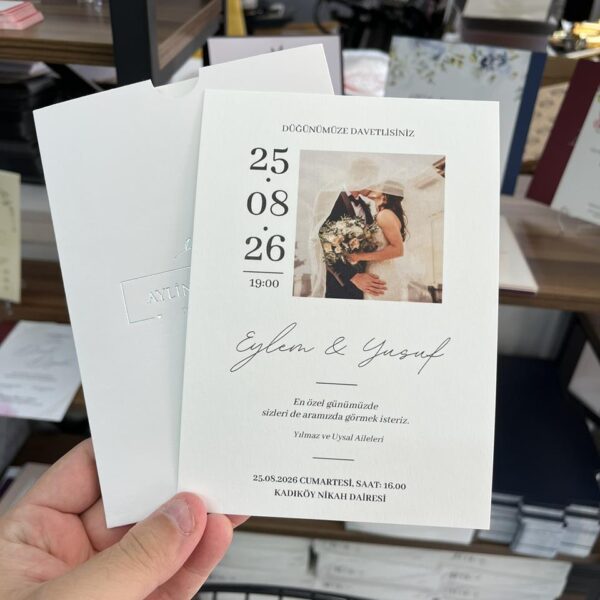 DÜĞÜNÜMÜZE DAVETLİSİNİZ
25
.
08
.
26
19:00
Eylem & Yusuf
En özel günümüzde
sizleri de aramızda görmek isteriz.
Yılmaz ve Uysal Aileleri
25.08.2026 CUMARTESİ, SAAT: 16.00
KADIKÖY NİKAH DAİRESİ